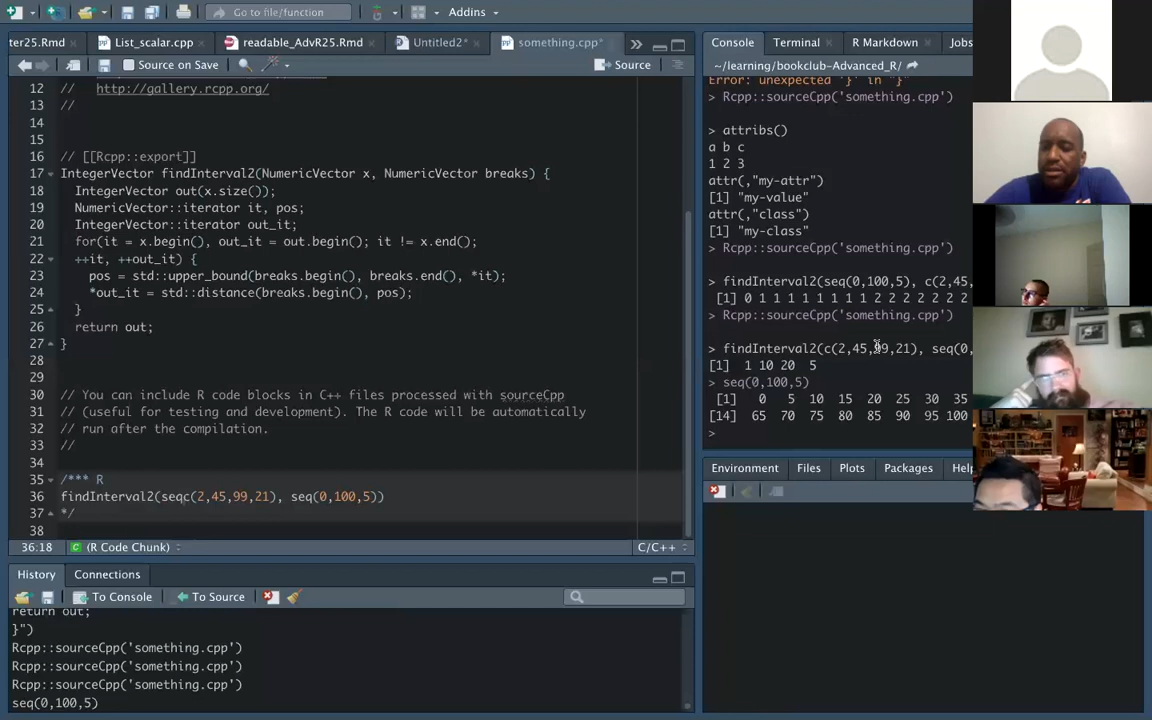 Go to file/function
Addins
ter25.Rmd
List_scalar.cpp
readable_AdvR25.Rmd
Untitled2*
something.cpp*
Source on Save
Source
12 //   http://gallery.rcpp.org/
13 //
14
15
16 // [[Rcpp::export]]
17 IntegerVector findInterval2(NumericVector x, NumericVector breaks) {
18   IntegerVector out(x.size());
19   NumericVector::iterator it, pos;
20   IntegerVector::iterator out_it;
21   for(it = x.begin(), out_it = out.begin(); it != x.end();
22   ++it, ++out_it) {
23     pos = std::upper_bound(breaks.begin(), breaks.end(), *it);
24     *out_it = std::distance(breaks.begin(), pos);
25   }
26   return out;
27 }
28
29
30 // You can include R code blocks in C++ files processed with sourceCpp
31 // (useful for testing and development). The R code will be automatically
32 // run after the compilation.
33 //
34
35 /*** R
36 findInterval2(seqc(2,45,99,21), seq(0,100,5))
37 */
38
36:18
(R Code Chunk)
C/C++
History
Connections
To Console
To Source
return out;
}")
Rcpp::sourceCpp('something.cpp')
Rcpp::sourceCpp('something.cpp')
Rcpp::sourceCpp('something.cpp')
seq(0,100,5)
Console
Terminal
R Markdown
Jobs
~/learning/bookclub-Advanced_R/
Error: unexpected '}' in "}"
> Rcpp::sourceCpp('something.cpp')
> attribs()
a b c
1 2 3
attr(,"my-attr")
[1] "my-value"
attr(,"class")
[1] "my-class"
> Rcpp::sourceCpp('something.cpp')
> findInterval2(seq(0,100,5), c(2,45,
[1] 0 1 1 1 1 1 1 1 1 2 2 2 2 2 2 2
> Rcpp::sourceCpp('something.cpp')
> findInterval2(c(2,45,99,21), seq(0,
[1]  1 10 20  5
> seq(0,100,5)
[1]   0   5  10  15  20  25  30  35
[14]  65  70  75  80  85  90  95 100
>
Environment
Files
Plots
Packages
Help